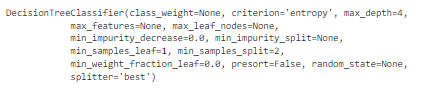 DecisionTreeClassifier(class_weight=None, criterion='entropy', max_depth=4,
max_features=None, max_leaf_nodes=None,
min_impurity_decrease=0.0, min_impurity_split=None,
min_samples_leaf=1, min_samples_split=2,
min_weight_fraction_leaf=0.0, presort=False, random_state=None,
splitter='best')